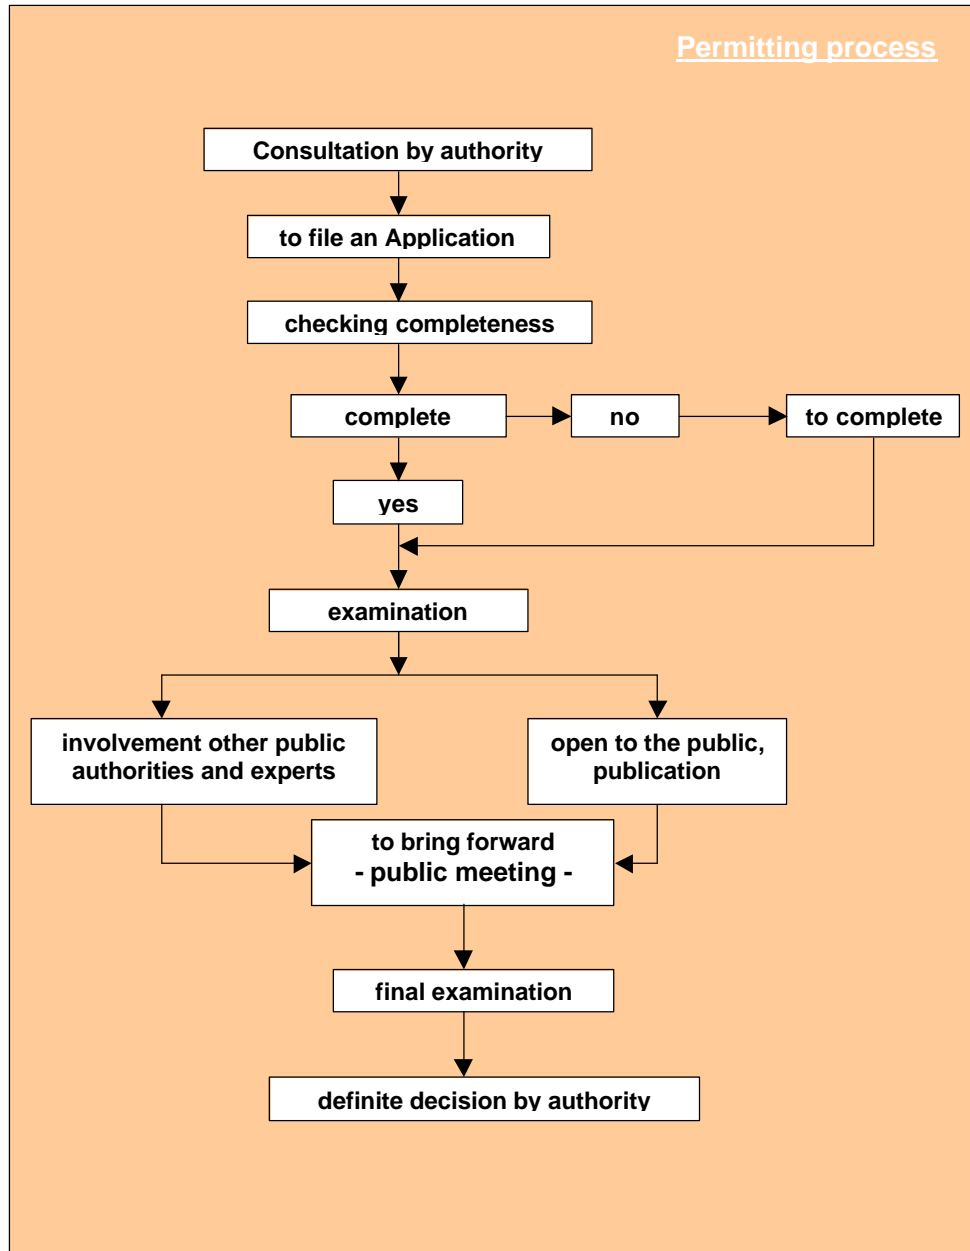 Permitting process
Consultation by authority
to file an Application
checking completeness
complete
no
to complete
yes
examination
involvement other public
authorities and experts
open to the public,
publication
to bring forward
- public meeting -
final examination
definite decision by authority